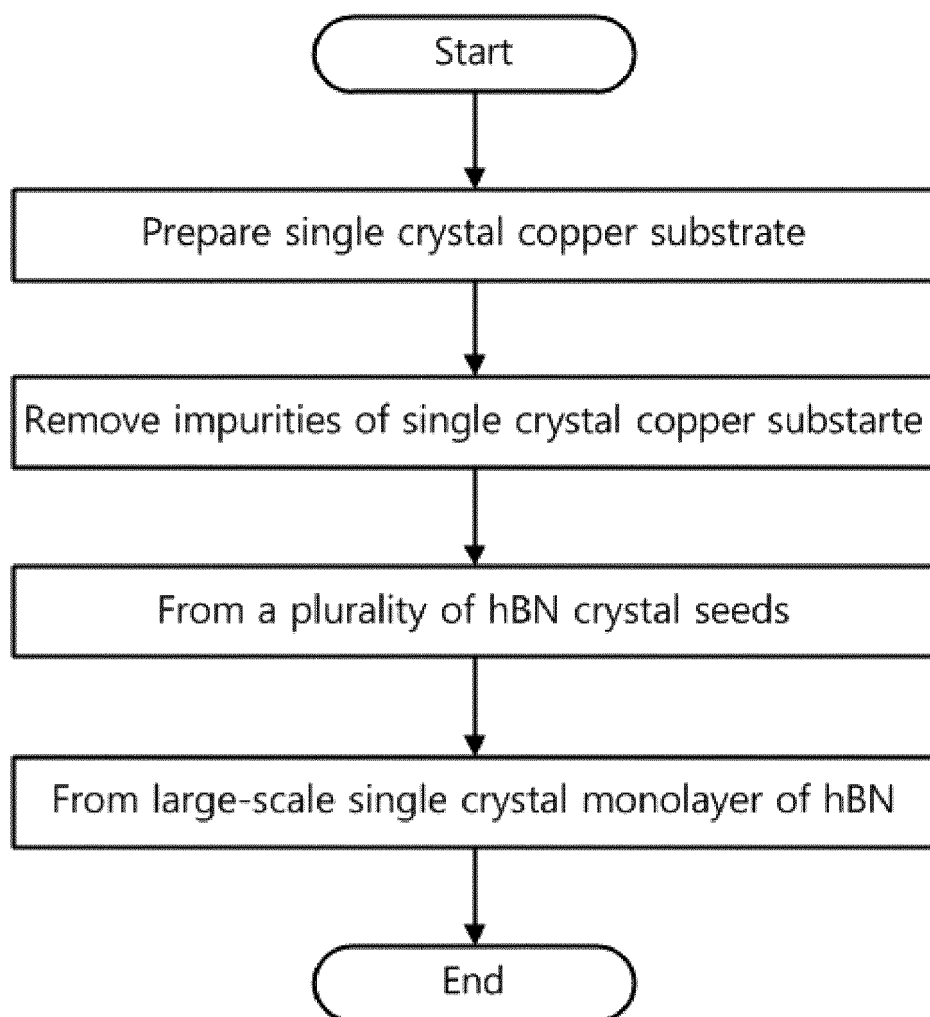 Start
Prepare single crystal copper substrate
Remove impurities of single crystal copper substarte
From a plurality of hBN crystal seeds
From large-scale single crystal monolayer of hBN
End